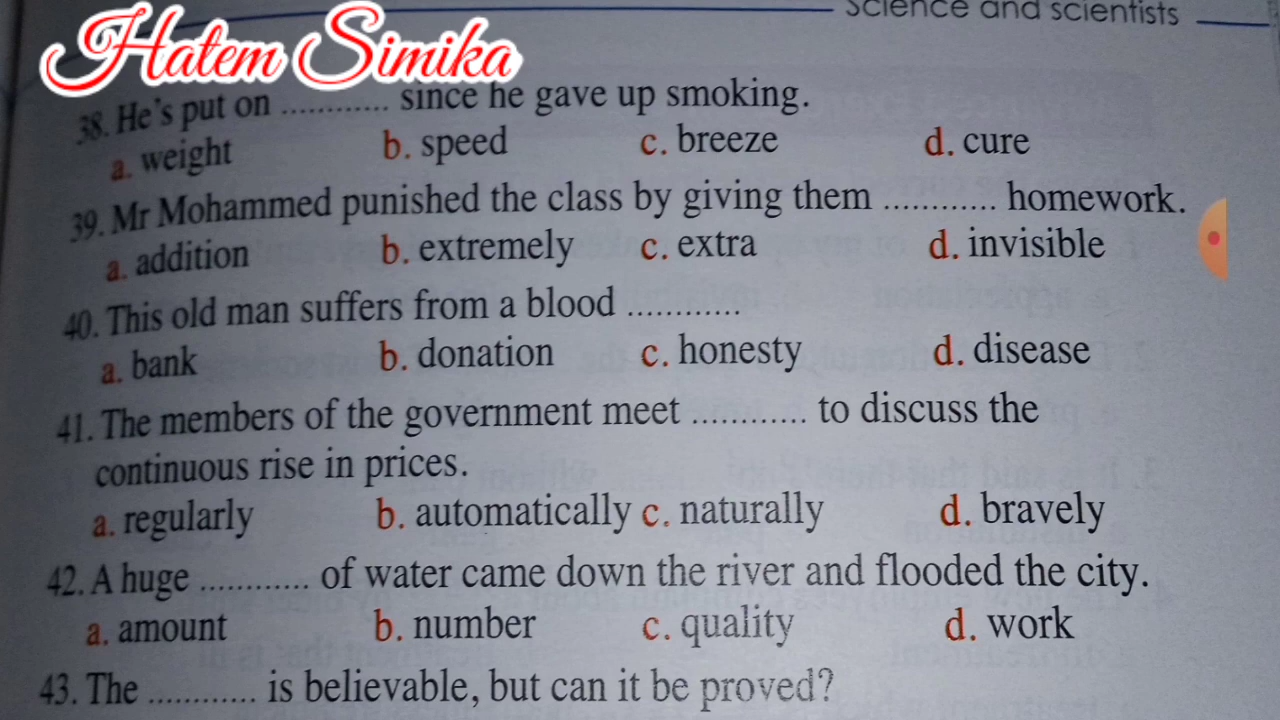 Science and scientists
Hatem Simika
38. He's put on ............ since he gave up smoking.
a. weight b. speed c. breeze d. cure
39. Mr Mohammed punished the class by giving them ............ homework.
a. addition b. extremely c. extra d. invisible
40. This old man suffers from a blood ............
a. bank b. donation c. honesty d. disease
41. The members of the government meet ............ to discuss the
continuous rise in prices.
a. regularly b. automatically c. naturally d. bravely
42. A huge ............ of water came down the river and flooded the city.
a. amount b. number c. quality d. work
43. The ............ is believable, but can it be proved?